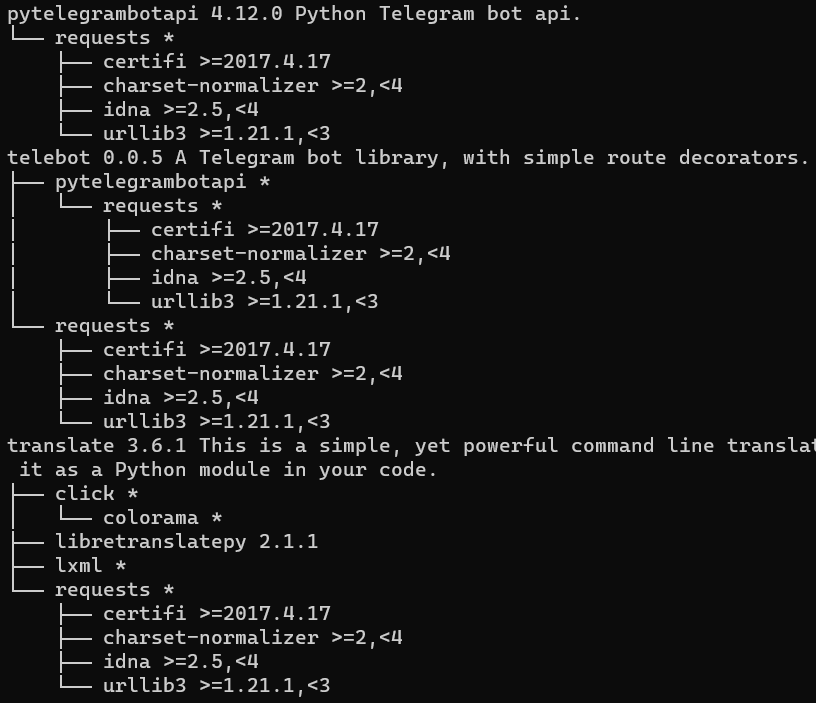 pytelegrambotapi 4.12.0 Python Telegram bot api.
└── requests *
    ├── certifi >=2017.4.17
    ├── charset-normalizer >=2,<4
    ├── idna >=2.5,<4
    └── urllib3 >=1.21.1,<3
telebot 0.0.5 A Telegram bot library, with simple route decorators.
├── pytelegrambotapi *
│   └── requests *
│       ├── certifi >=2017.4.17
│       ├── charset-normalizer >=2,<4
│       ├── idna >=2.5,<4
│       └── urllib3 >=1.21.1,<3
└── requests *
    ├── certifi >=2017.4.17
    ├── charset-normalizer >=2,<4
    ├── idna >=2.5,<4
    └── urllib3 >=1.21.1,<3
translate 3.6.1 This is a simple, yet powerful command line translat
 it as a Python module in your code.
├── click *
│   └── colorama *
├── libretranslatepy 2.1.1
├── lxml *
└── requests *
    ├── certifi >=2017.4.17
    ├── charset-normalizer >=2,<4
    ├── idna >=2.5,<4
    └── urllib3 >=1.21.1,<3